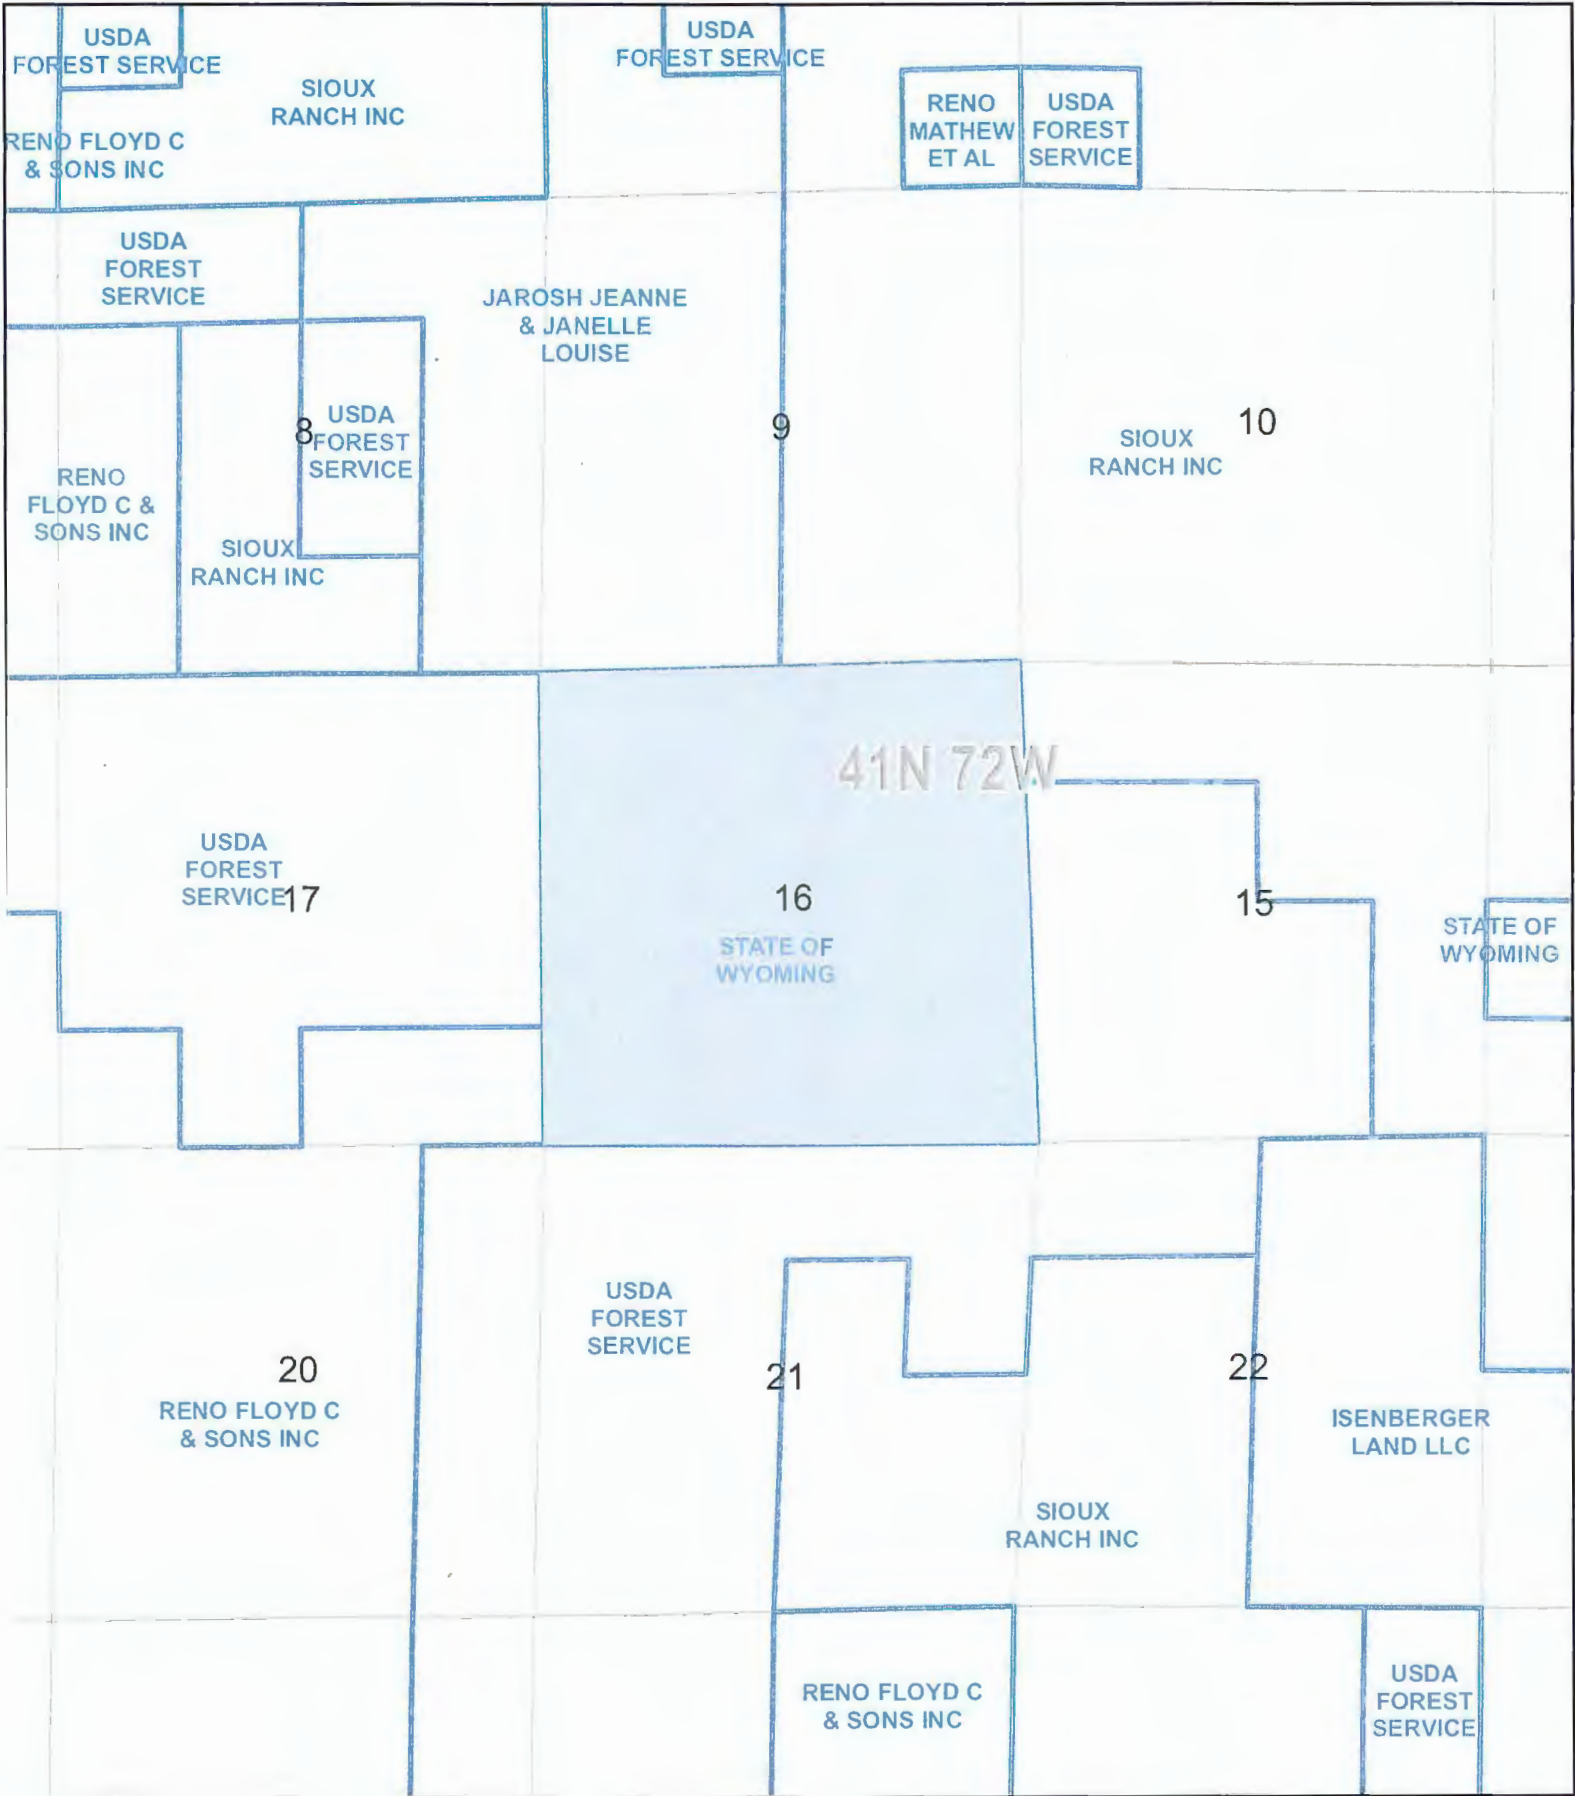 USDA
FOREST SERVICE
USDA
FOREST SERVICE
SIOUX
RANCH INC
RENO
MATHEW
ET AL
USDA
FOREST
SERVICE
RENO FLOYD C
& SONS INC
USDA
FOREST
SERVICE
JAROSH JEANNE
& JANELLE
LOUISE
8
USDA
FOREST
SERVICE
9
10
SIOUX
RANCH INC
RENO
FLOYD C &
SONS INC
SIOUX
RANCH INC
41N 72W
USDA
FOREST
SERVICE
17
16
STATE OF
WYOMING
15
STATE OF
WYOMING
USDA
FOREST
SERVICE
20
RENO FLOYD C
& SONS INC
21
22
ISENBERGER
LAND LLC
SIOUX
RANCH INC
RENO FLOYD C
& SONS INC
USDA
FOREST
SERVICE